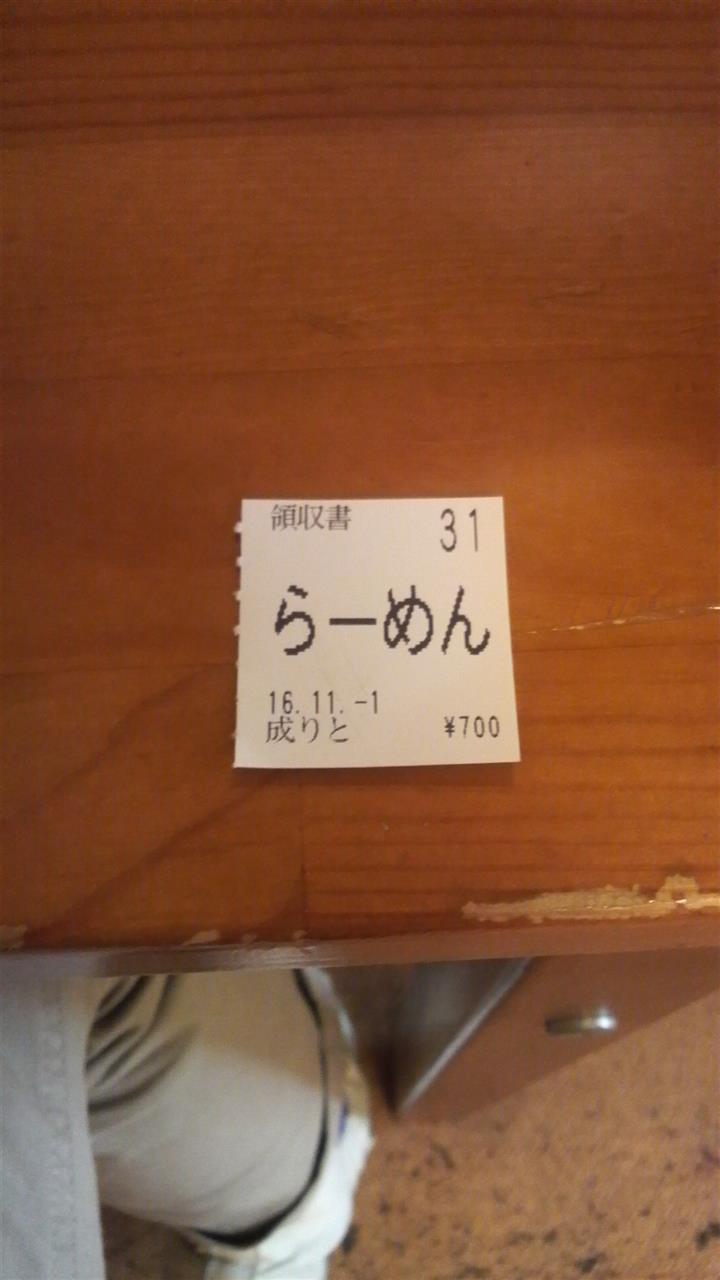 領収書 31
らーめん
16.11.-1
成りと ¥700